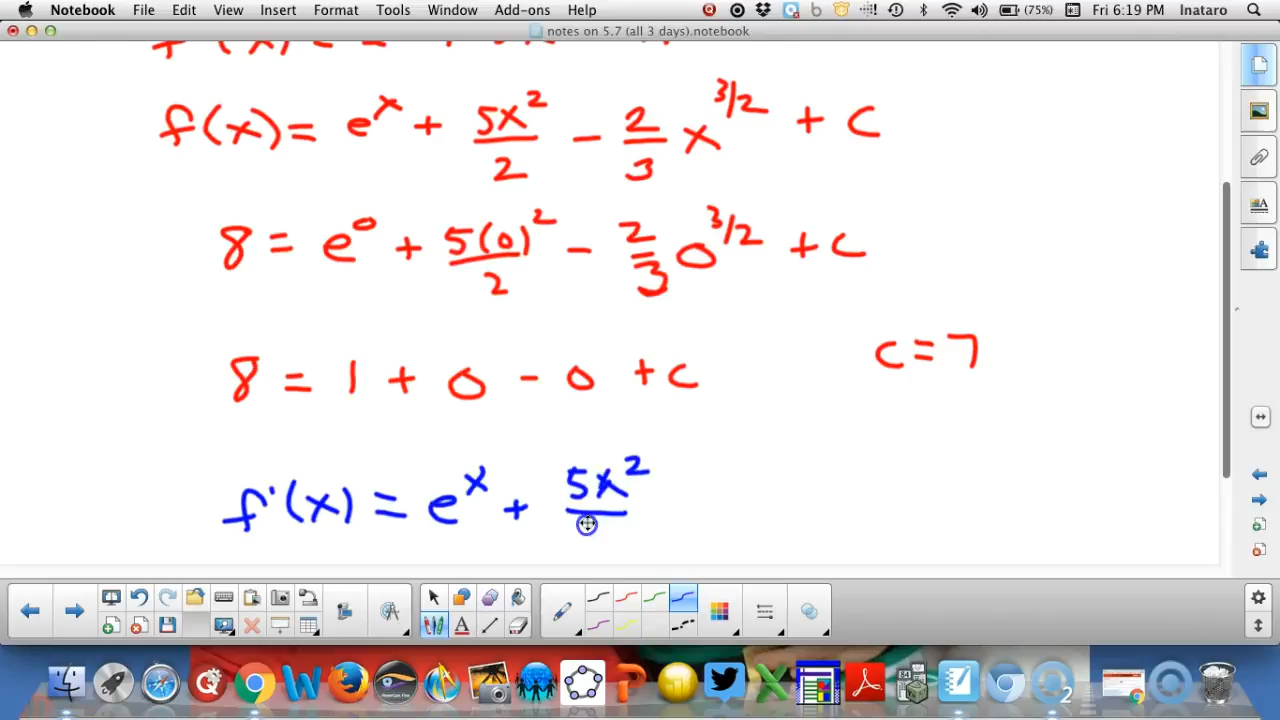 Notebook File Edit View Insert Format Tools Window Add-ons Help (75%) Fri 6:19 PM Inataro
notes on 5.7 (all 3 days).notebook
f(x) = e^x + 5x^2/2 - 2/3 x^3/2 + C
8 = e^0 + 5(0)^2/2 - 2/3 0^3/2 + C
8 = 1 + 0 - 0 + C
C = 7
f'(x) = e^x + 5x^2